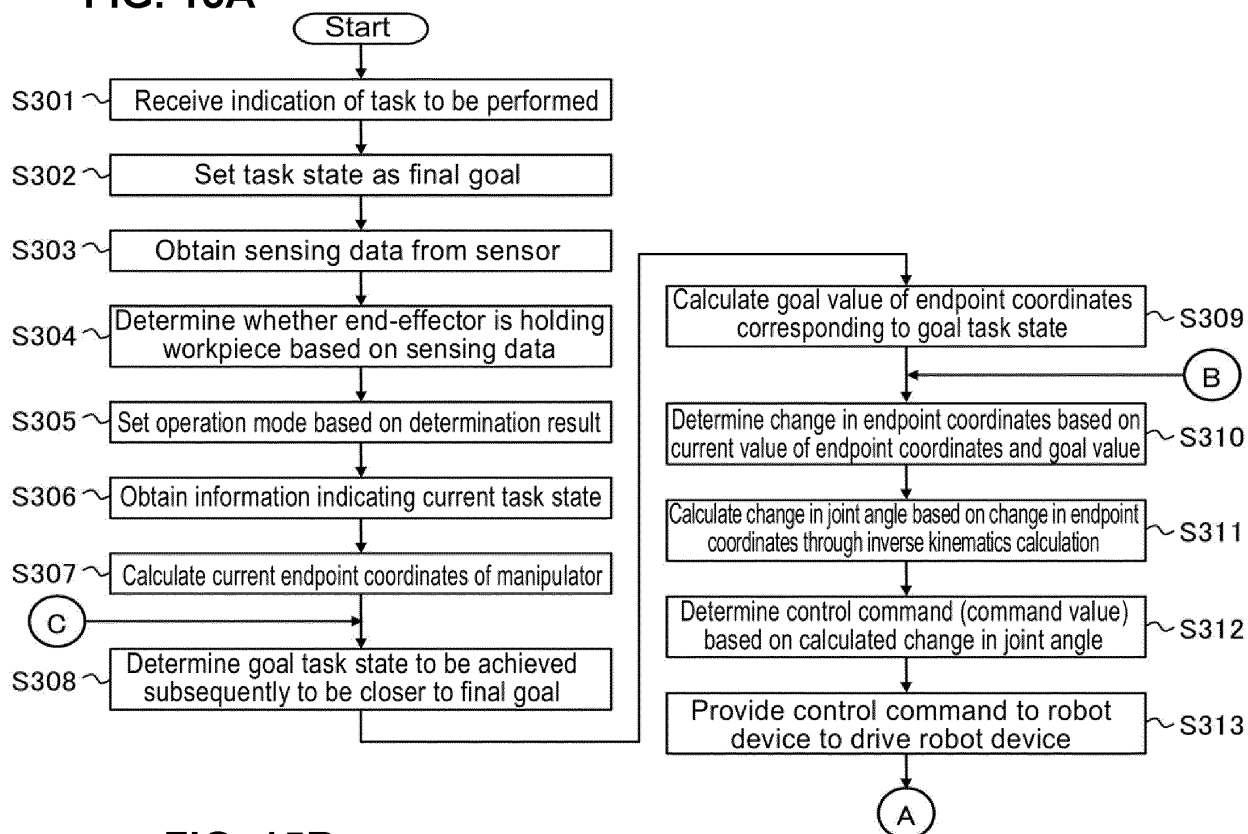 Start
S301
Receive indication of task to be performed
S302
Set task state as final goal
S303
Obtain sensing data from sensor
S304
Determine whether end-effector is holding
workpiece based on sensing data
S305
Set operation mode based on determination result
S306
Obtain information indicating current task state
S307
Calculate current endpoint coordinates of manipulator
C
S308
Determine goal task state to be achieved
subsequently to be closer to final goal
Calculate goal value of endpoint coordinates
corresponding to goal task state
S309
B
Determine change in endpoint coordinates based on
current value of endpoint coordinates and goal value
S310
Calculate change in joint angle based on change in endpoint
coordinates through inverse kinematics calculation
S311
Determine control command (command value)
based on calculated change in joint angle
S312
Provide control command to robot
device to drive robot device
S313
A